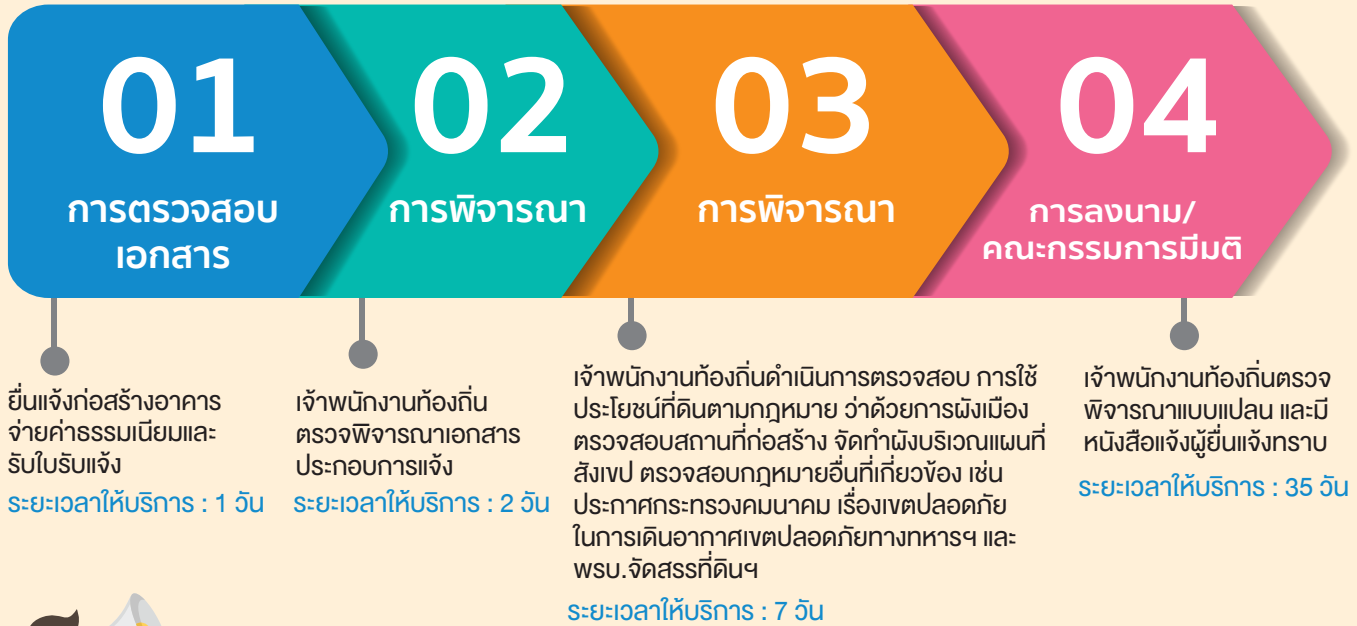 01
การตรวจสอบ
เอกสาร
ยื่นแจ้งก่อสร้างอาคาร
จ่ายค่าธรรมเนียมและ
รับใบรับแจ้ง
ระยะเวลาให้บริการ : 1 วัน
02
การพิจารณา
เจ้าพนักงานท้องถิ่น
ตรวจพิจารณาเอกสาร
ประกอบการแจ้ง
ระยะเวลาให้บริการ : 2 วัน
03
การพิจารณา
เจ้าพนักงานท้องถิ่นดำเนินการตรวจสอบ การใช้
ประโยชน์ที่ดินตามกฎหมาย ว่าด้วยการผังเมือง
ตรวจสอบสถานที่ก่อสร้าง จัดทำผังบริเวณแผนที่
สังเขป ตรวจสอบกฎหมายอื่นที่เกี่ยวข้อง เช่น
ประกาศกระทรวงคมนาคม เรื่องเขตปลอดภัย
ในการเดินอากาศเขตปลอดภัยทางทหารฯ และ
พรบ.จัดสรรที่ดินฯ
ระยะเวลาให้บริการ : 7 วัน
04
การลงนาม/
คณะกรรมการมีมติ
เจ้าพนักงานท้องถิ่นตรวจ
พิจารณาแบบแปลน และมี
หนังสือแจ้งผู้ยื่นแจ้งทราบ
ระยะเวลาให้บริการ : 35 วัน